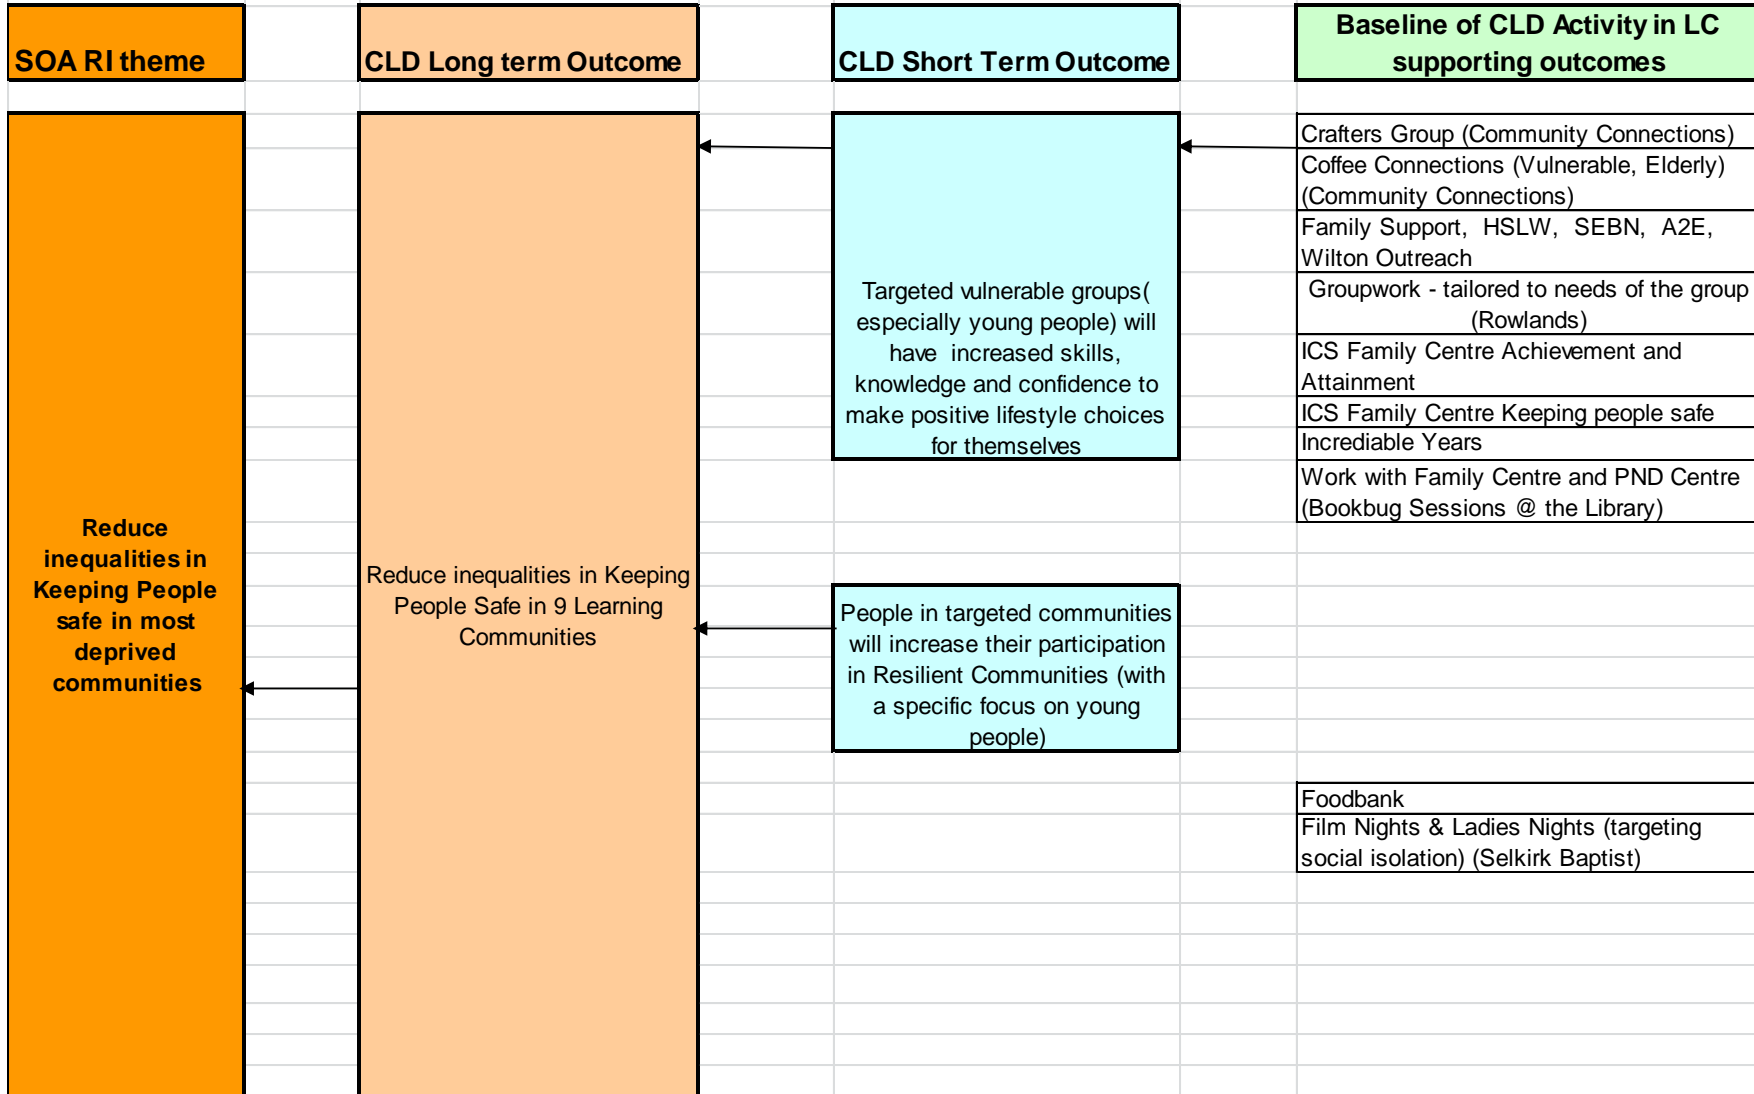 SOA RI theme
CLD Long term Outcome
CLD Short Term Outcome
Baseline of CLD Activity in LC
supporting outcomes
Reduce
inequalities in
Keeping People
safe in most
deprived
communities
Reduce inequalities in Keeping
People Safe in 9 Learning
Communities
Targeted vulnerable groups(
especially young people) will
have increased skills,
knowledge and confidence to
make positive lifestyle choices
for themselves
People in targeted communities
will increase their participation
in Resilient Communities (with
a specific focus on young
people)
Crafters Group (Community Connections)
Coffee Connections (Vulnerable, Elderly)
(Community Connections)
Family Support, HSLW, SEBN, A2E,
Wilton Outreach
Groupwork - tailored to needs of the group
(Rowlands)
ICS Family Centre Achievement and
Attainment
ICS Family Centre Keeping people safe
Incrediable Years
Work with Family Centre and PND Centre
(Bookbug Sessions @ the Library)
Foodbank
Film Nights & Ladies Nights (targeting
social isolation) (Selkirk Baptist)